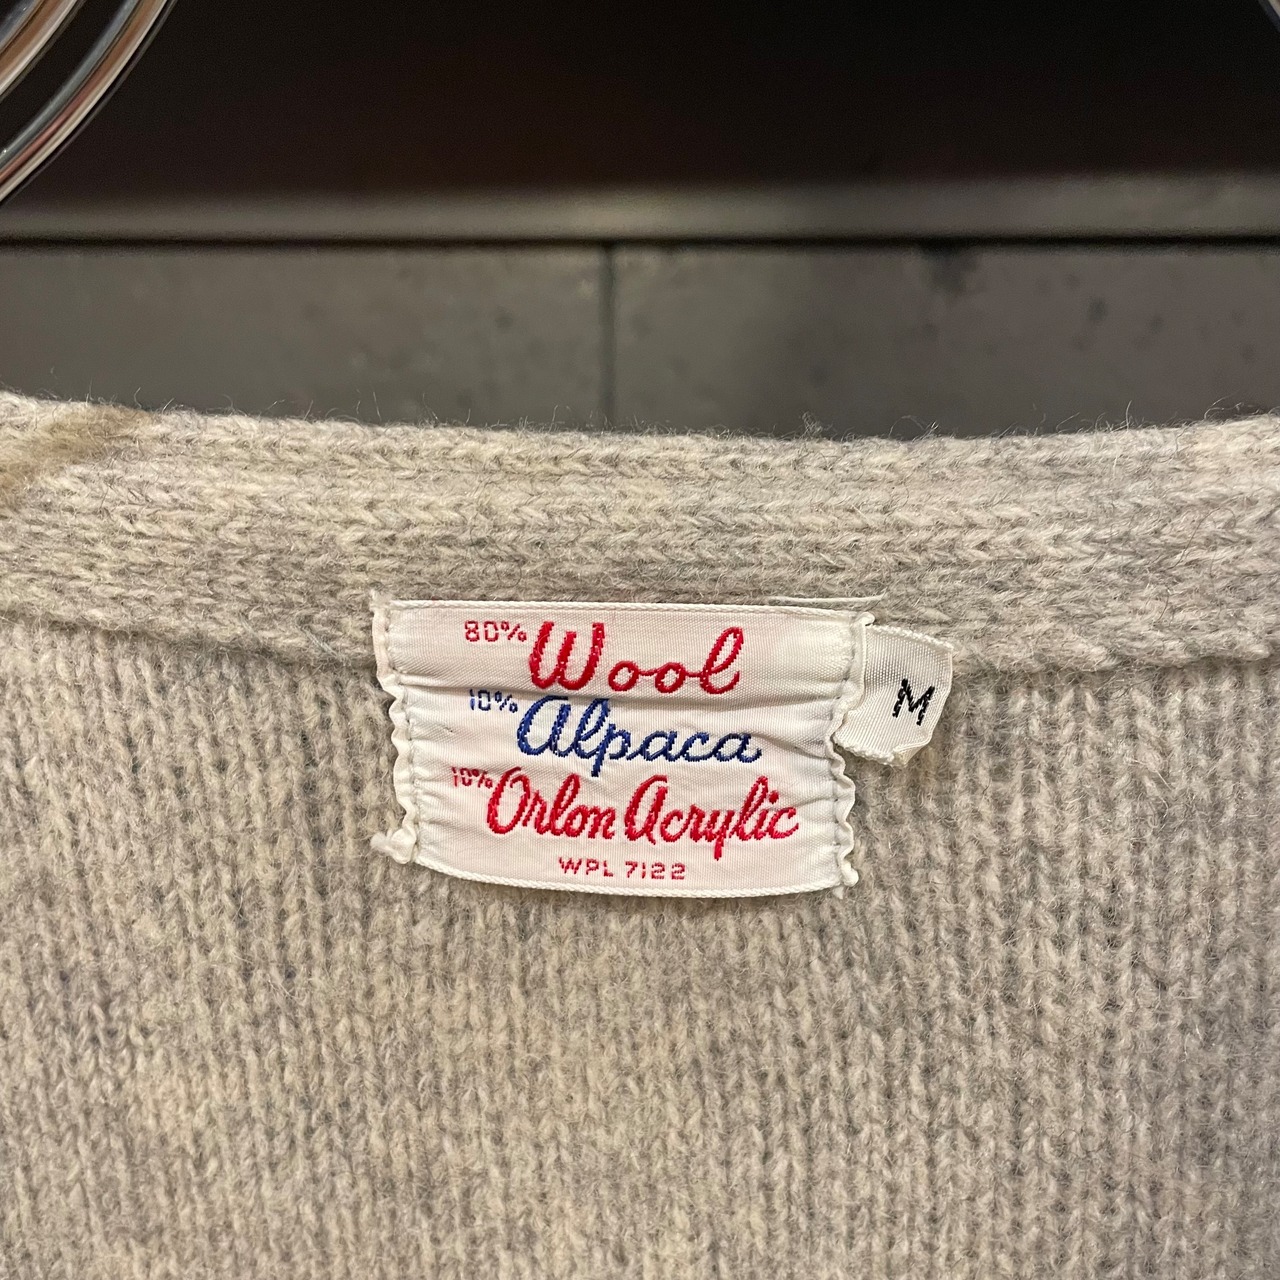 80% Wool
10% Alpaca
10% Orlon Acrylic
WPL 7122
M